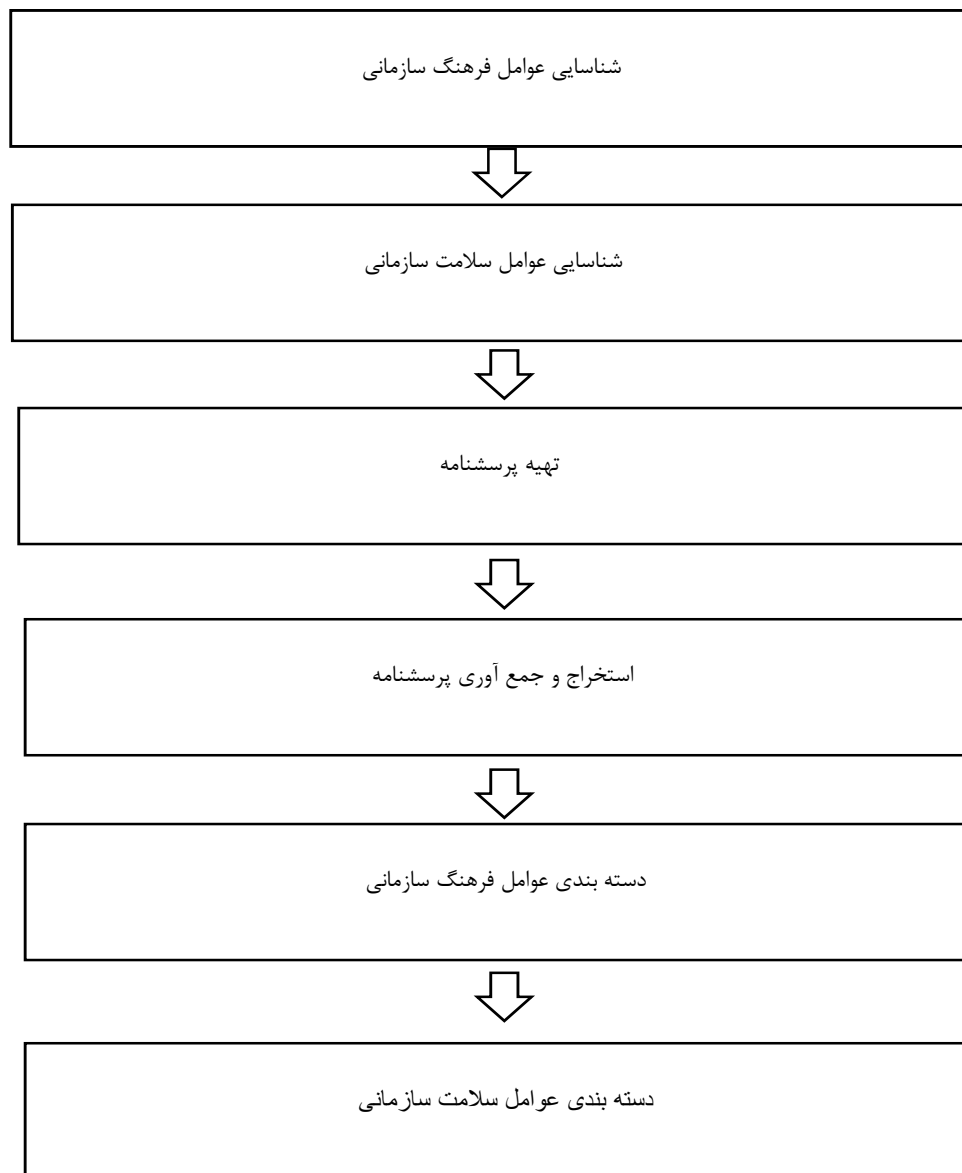 شناسایی عوامل فرهنگ سازمانی
شناسایی عوامل سلامت سازمانی
تهیه پرسشنامه
استخراج و جمع آوری پرسشنامه
دسته بندی عوامل فرهنگ سازمانی
دسته بندی عوامل سلامت سازمانی